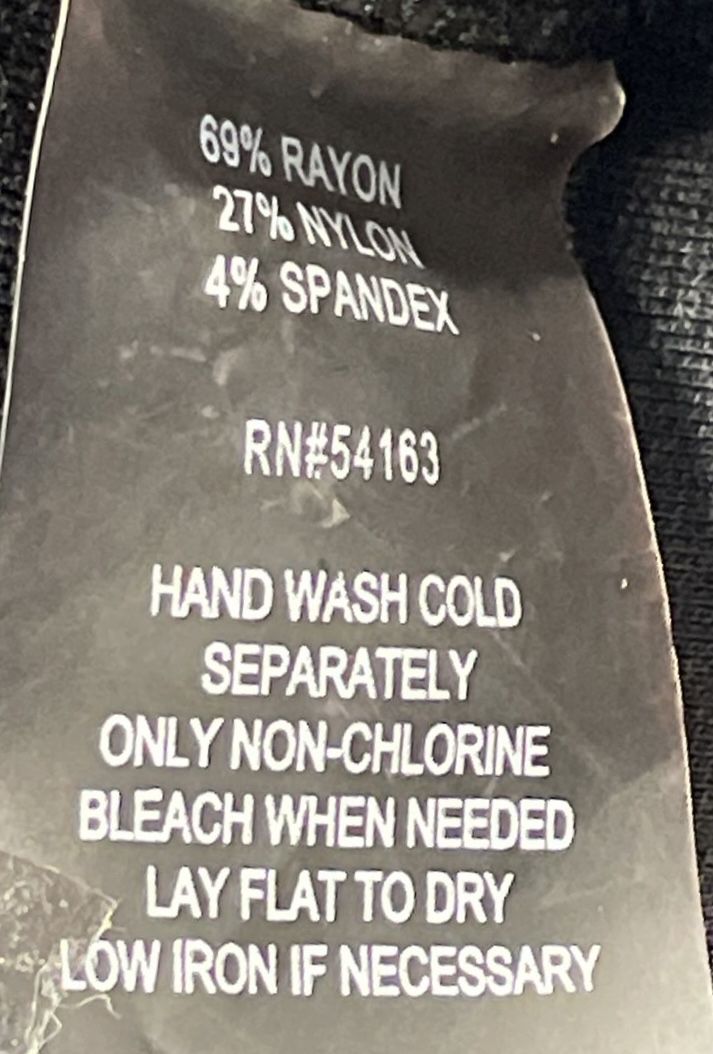 69% RAYON
27% NYLON
4% SPANDEX
RN#54163
HAND WASH COLD
SEPARATELY
ONLY NON-CHLORINE
BLEACH WHEN NEEDED
LAY FLAT TO DRY
LOW IRON IF NECESSARY